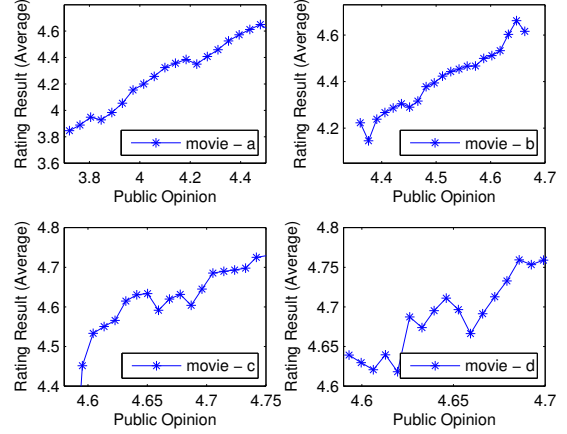 4.6
4.4
4.2
4
3.8
3.6
3.8 4 4.2 4.4
Rating Result (Average)
Public Opinion
movie − a
4.6
4.4
4.2
4.4 4.5 4.6 4.7
Rating Result (Average)
Public Opinion
movie − b
4.8
4.7
4.6
4.5
4.4
4.6 4.65 4.7 4.75
Rating Result (Average)
Public Opinion
movie − c
4.8
4.75
4.7
4.65
4.6
4.6 4.65 4.7
Rating Result (Average)
Public Opinion
movie − d